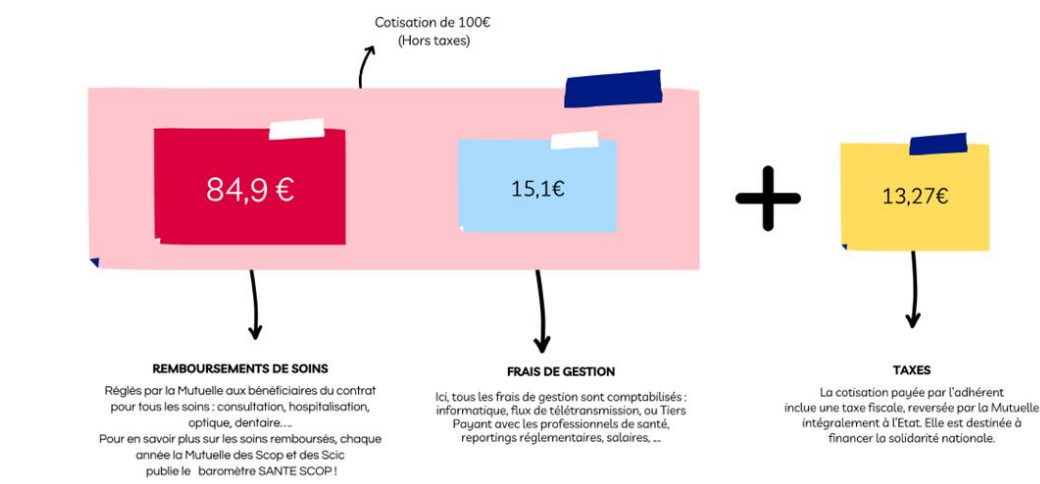 Cotisation de 100€
(Hors taxes)
84,9 €
15,1€
13,27€
REMBOURSEMENTS DE SOINS
Réglés par la Mutuelle aux bénéficiaires du contrat
pour tous les soins : consultation, hospitalisation,
optique, dentaire….
Pour en savoir plus sur les soins remboursés, chaque
année la Mutuelle des Scop et des Scic
publie le baromètre SANTE SCOP !
FRAIS DE GESTION
Ici, tous les frais de gestion sont comptabilisés :
informatique, flux de télétransmission, ou Tiers
Payant avec les professionnels de santé,
reportings réglementaires, salaires, ...
TAXES
La cotisation payée par l'adhérent
inclue une taxe fiscale, reversée par la Mutuelle
intégralement à l'Etat. Elle est destinée à
financer la solidarité nationale.